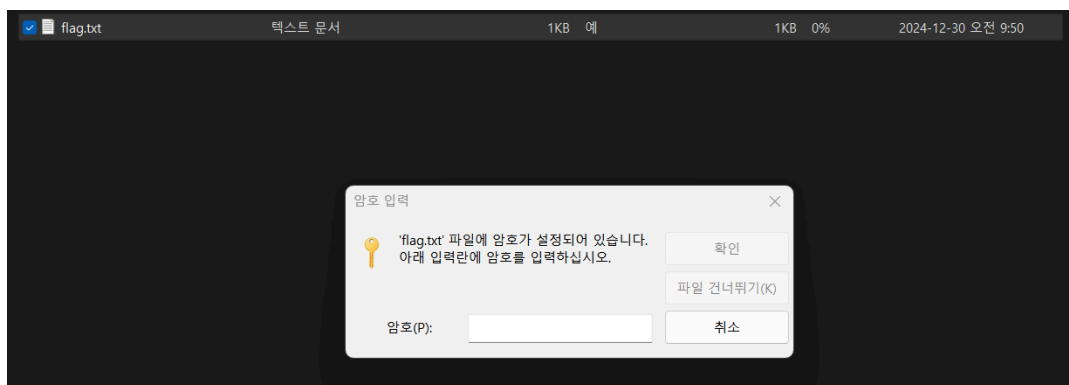 flag.txt 텍스트 문서 1KB 예 1KB 0% 2024-12-30 오전 9:50
암호 입력
'flag.txt' 파일에 암호가 설정되어 있습니다.
아래 입력란에 암호를 입력하십시오.
확인
파일 건너뛰기(K)
암호(P):
취소